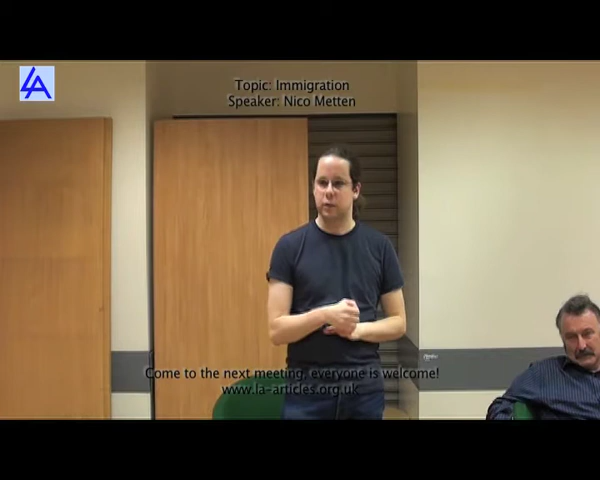 LA
Topic: Immigration
Speaker: Nico Metten
Come to the next meeting, everyone is welcome!
www.la-articles.org.uk